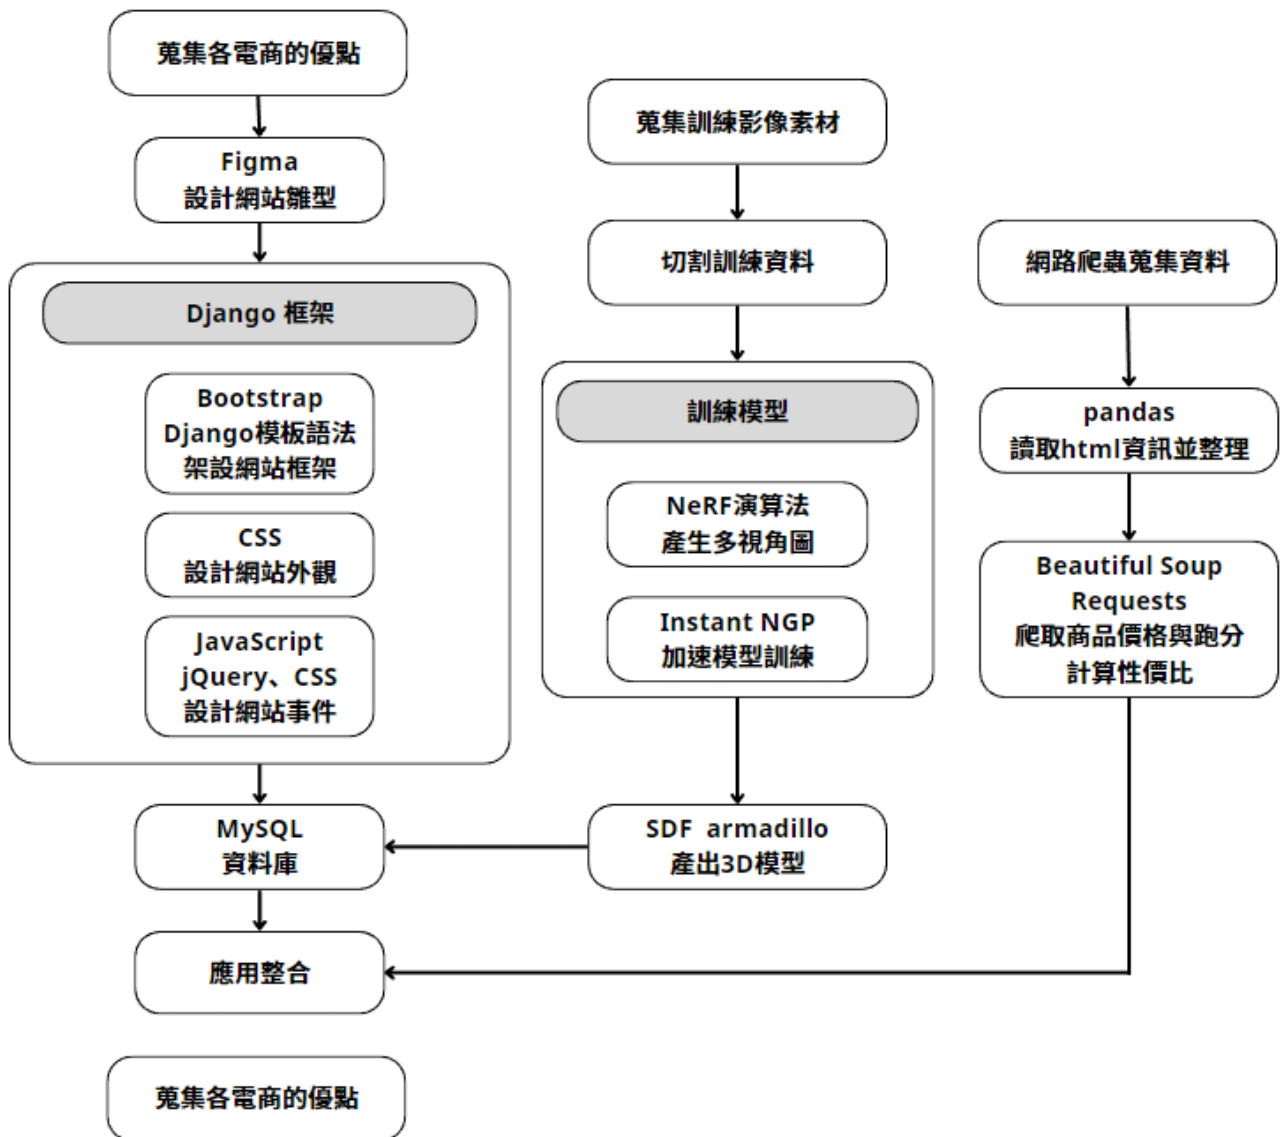 蒐集各電商的優點
Figma
設計網站雛型
Django 框架
Bootstrap
Django模板語法
架設網站框架
CSS
設計網站外觀
JavaScript
jQuery、CSS
設計網站事件
MySQL
資料庫
應用整合
蒐集各電商的優點
蒐集訓練影像素材
切割訓練資料
訓練模型
NeRF演算法
產生多視角圖
Instant NGP
加速模型訓練
SDF armadillo
產出3D模型
網路爬蟲蒐集資料
pandas
讀取html資訊並整理
Beautiful Soup
Requests
爬取商品價格與跑分
計算性價比